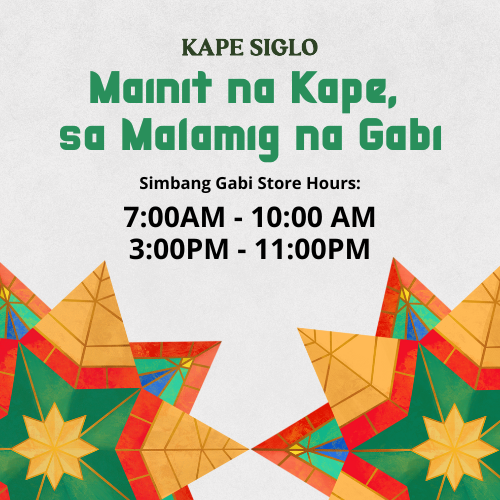 KAPE SIGLO
Mainit na Kape,
sa Malamig na Gabi
Simbang Gabi Store Hours:
7:00AM - 10:00 AM
3:00PM - 11:00PM